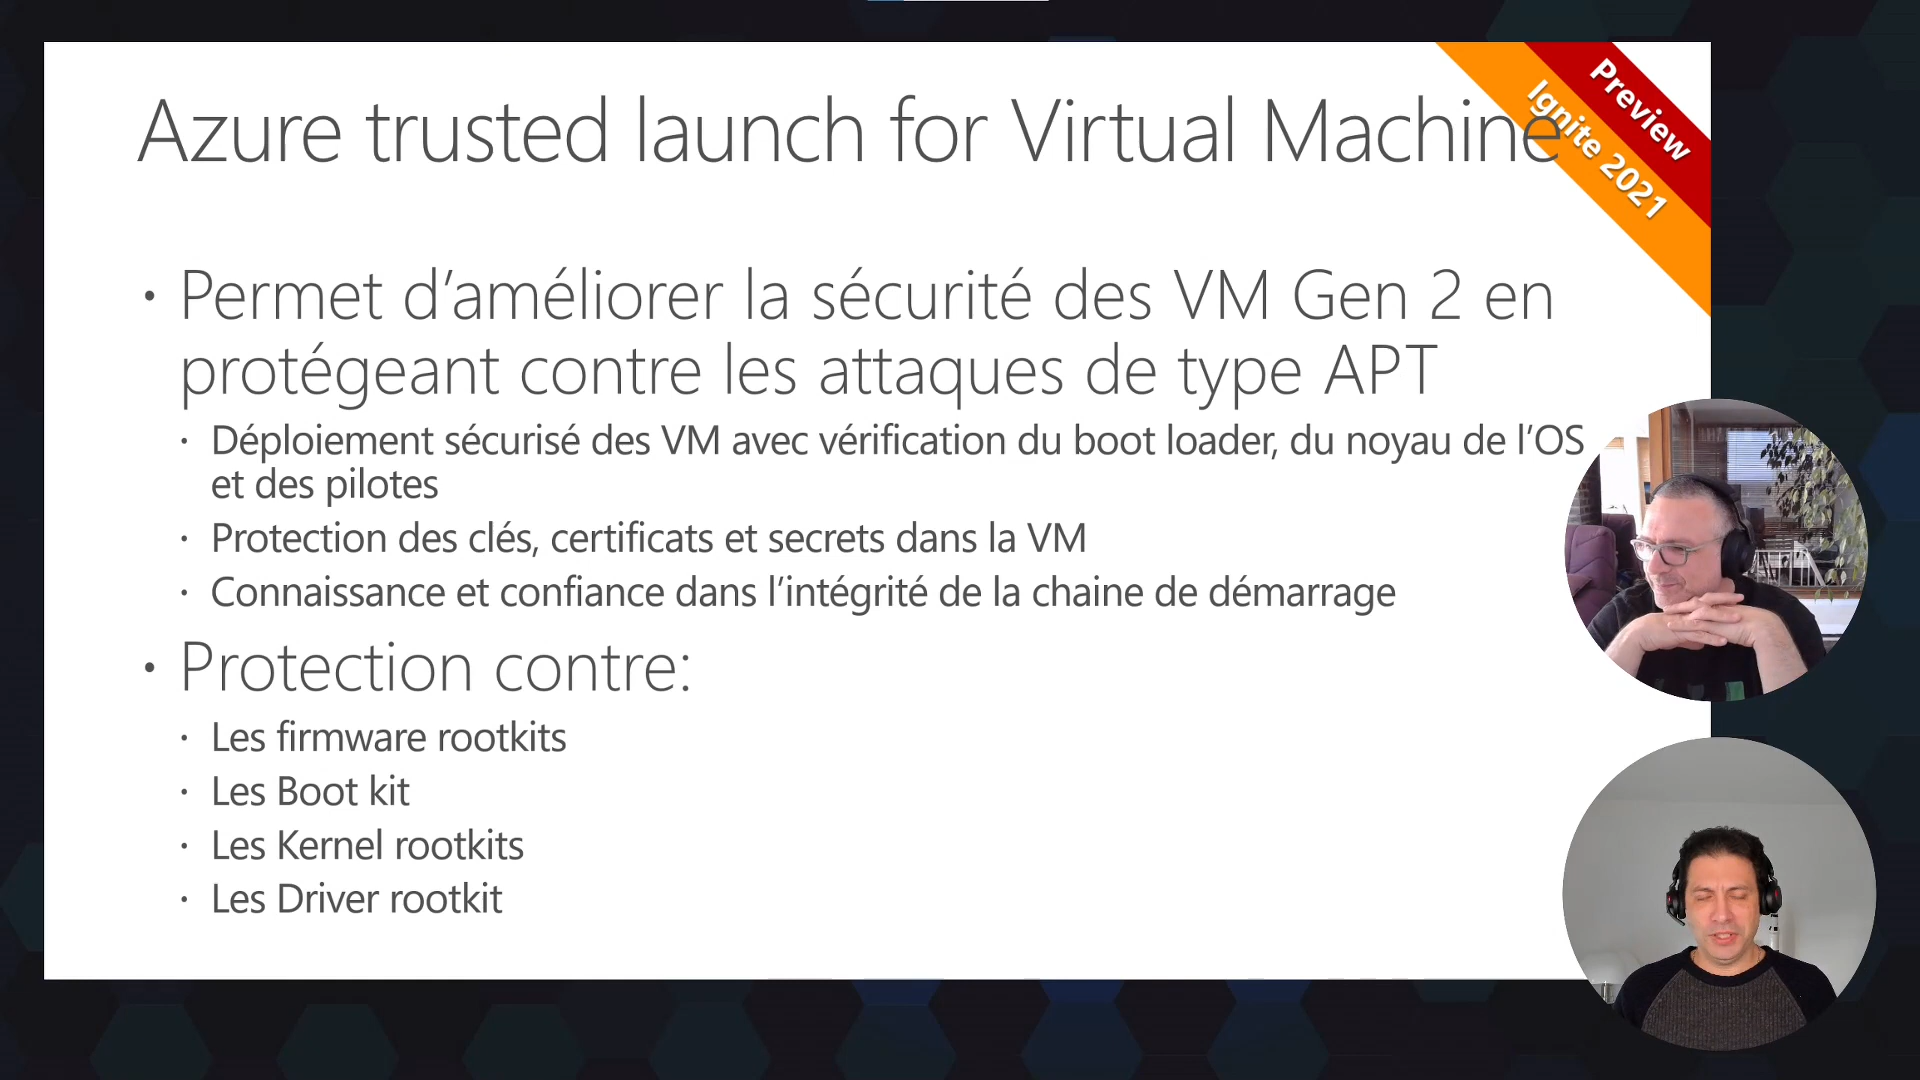 Azure trusted launch for Virtual Machine
Preview
Ignite 2021
• Permet d’améliorer la sécurité des VM Gen 2 en
protégeant contre les attaques de type APT
• Déploiement sécurisé des VM avec vérification du boot loader, du noyau de l’OS
et des pilotes
• Protection des clés, certificats et secrets dans la VM
• Connaissance et confiance dans l’intégrité de la chaine de démarrage
• Protection contre:
• Les firmware rootkits
• Les Boot kit
• Les Kernel rootkits
• Les Driver rootkit